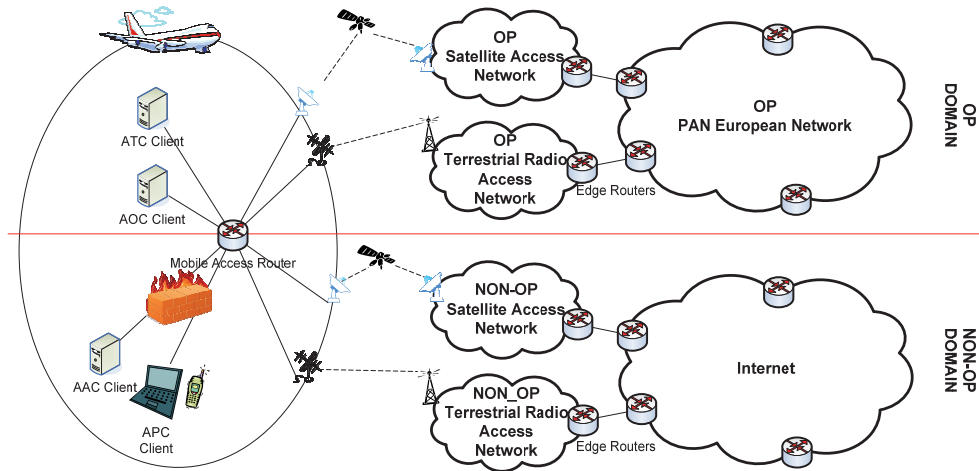 OP
Satellite Access
Network
OP
PAN European Network
OP
DOMAIN
ATC Client
OP
Terrestrial Radio
Access
Network
Edge Routers
AOC Client
Mobile Access Router
NON-OP
Satellite Access
Network
Internet
NON-OP
DOMAIN
AAC Client
APC
Client
NON_OP
Terrestrial Radio
Access
Network
Edge Routers